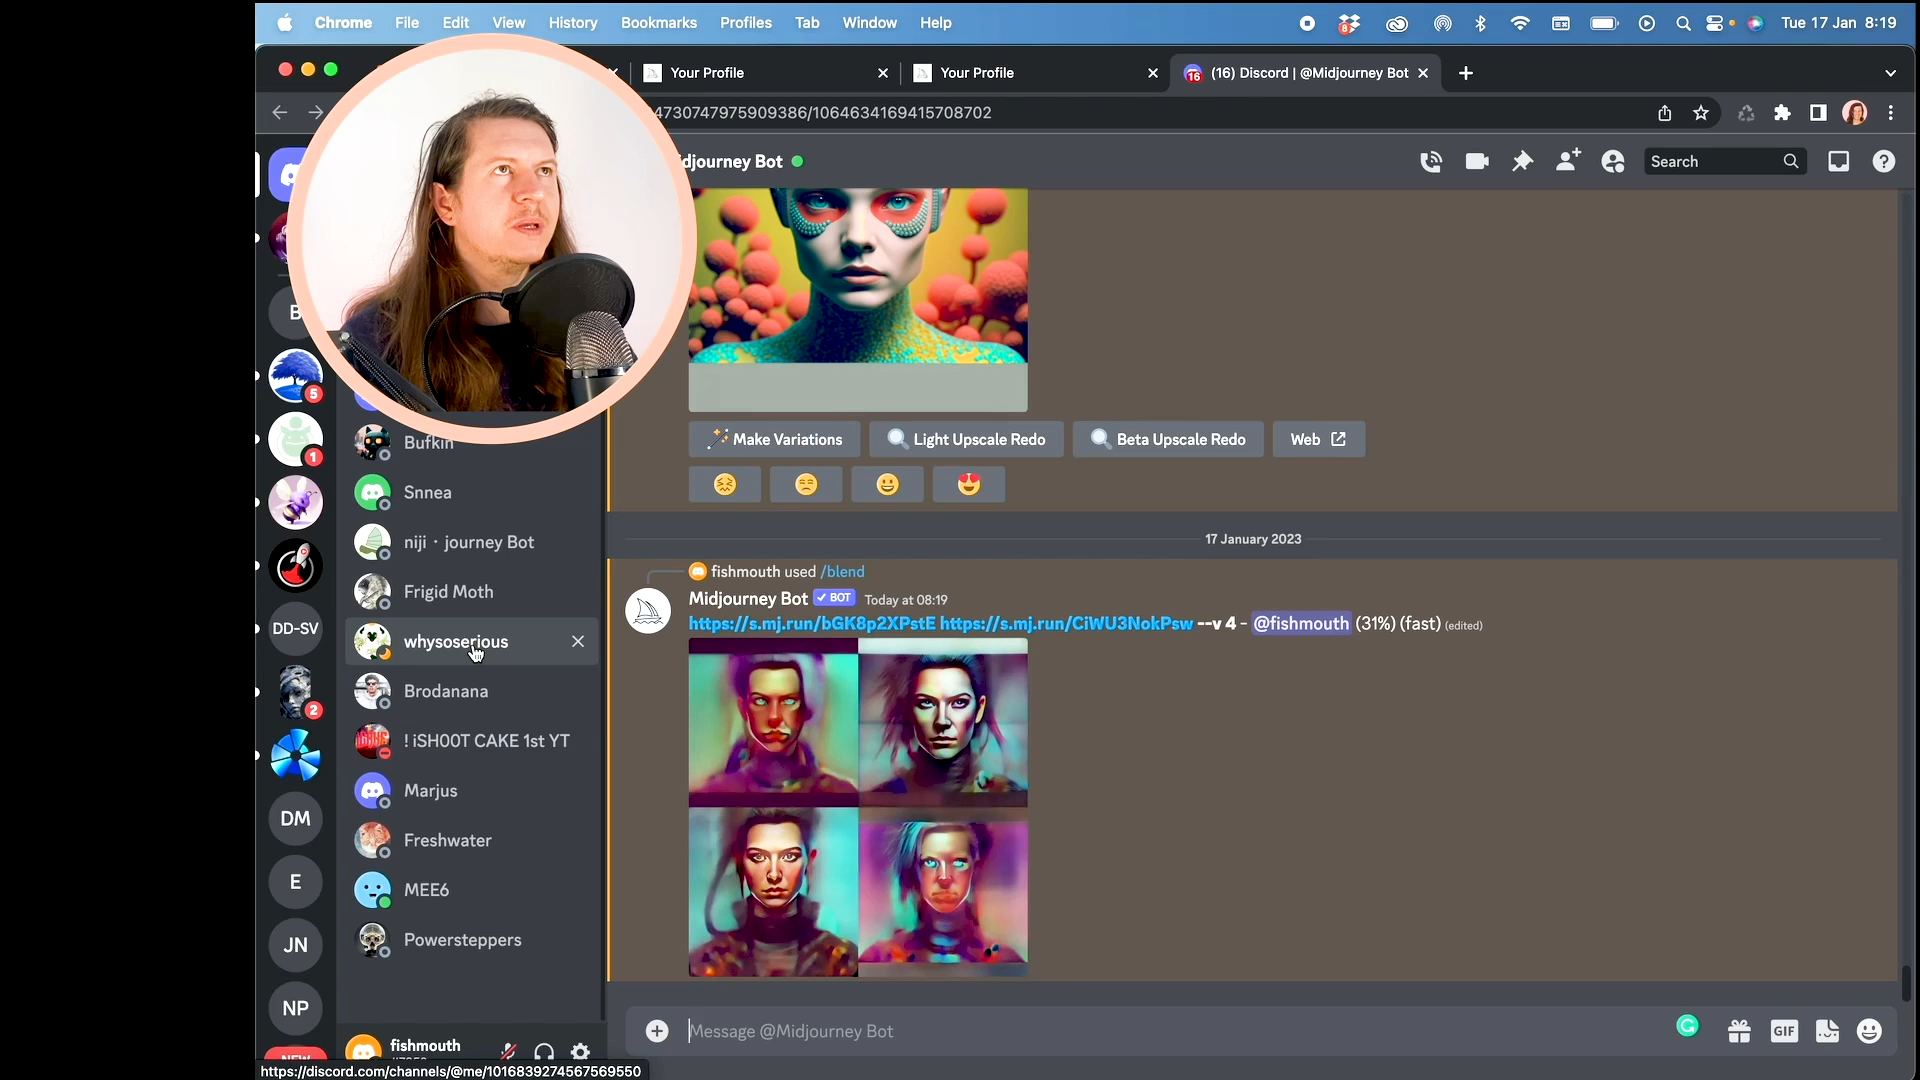 Chrome File Edit View History Bookmarks Profiles Tab Window Help Tue 17 Jan 8:19
Your Profile Your Profile (16) Discord | @Midjourney Bot
4730747975909386/1064634169415708702
djourney Bot Search
B
5
1
DD-SV
2
DM
E
JN
NP
NEW
Bufkin
Snnea
niji · journey Bot
Frigid Moth
whysoserious
Brodanana
! iSH00T CAKE 1st YT
Marjus
Freshwater
MEE6
Powersteppers
fishmouth
Make Variations Light Upscale Redo Beta Upscale Redo Web
17 January 2023
fishmouth used /blend
Midjourney Bot BOT Today at 08:19
https://s.mj.run/bGK8p2XPstE https://s.mj.run/CiWU3NokPsw --v 4 - @fishmouth (31%) (fast) (edited)
Message @Midjourney Bot GIF
https://discord.com/channels/@me/1016839274567569550